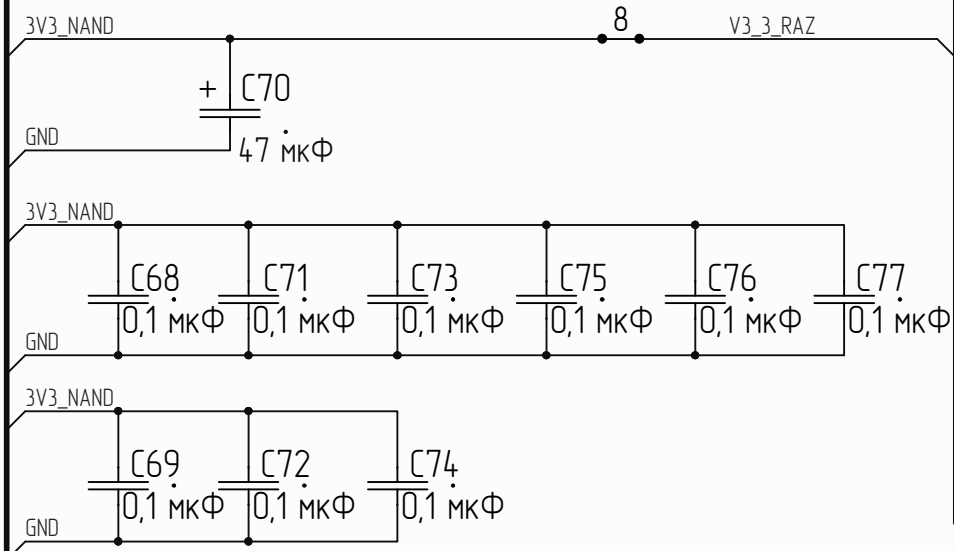 3V3_NAND
8
V3_3_RAZ
+ C70
GND
47 мкФ
3V3_NAND
C68 C71 C73 C75 C76 C77
0,1 мкФ 0,1 мкФ 0,1 мкФ 0,1 мкФ 0,1 мкФ 0,1 мкФ
GND
3V3_NAND
C69 C72 C74
0,1 мкФ 0,1 мкФ 0,1 мкФ
GND